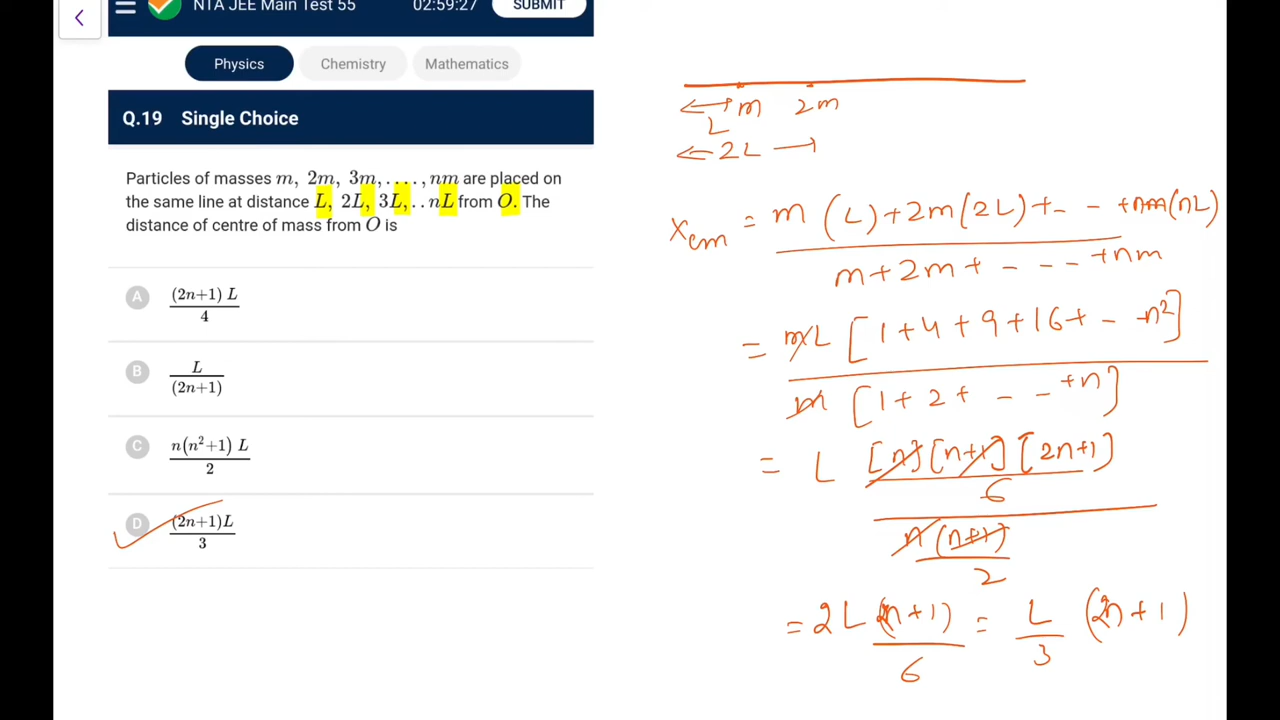 NTA JEE Main Test 55 02:59:27 SUBMIT
Physics Chemistry Mathematics
Q.19 Single Choice
Particles of masses m, 2m, 3m, ....., nm are placed on
the same line at distance L, 2L, 3L, .. nL from O. The
distance of centre of mass from O is
A (2n+1) L / 4
B L / (2n+1)
C n(n²+1) L / 2
D (2n+1)L / 3
m 2m
L
2L
x_cm = m (L) + 2m(2L) + - - + nm(nL) / m + 2m + - - - - + nm
= mL [1 + 4 + 9 + 16 + - - n²] / m [1 + 2 + - - + n]
= L [n] [n+1] [2n+1] / 6 / n (n+1) / 2
= 2L (2n+1) / 6 = L / 3 (2n + 1)